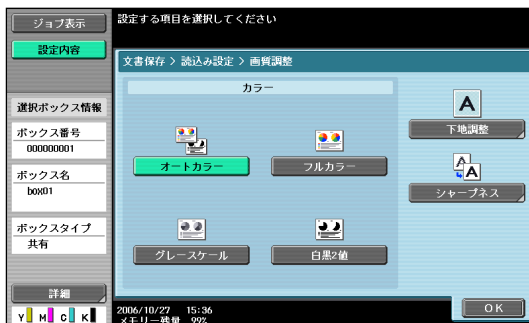 ジョブ表示
設定する項目を選択してください
設定内容
文書保存 > 読込み設定 > 画質調整
カラー
選択ボックス情報
ボックス番号
000000001
ボックス名
box01
ボックスタイプ
共有
詳細
オートカラー
フルカラー
グレースケール
白黒2値
A
下地調整
A
A
シャープネス
OK
2006/10/27 15:36
メモリー残量 99%
Y M C K